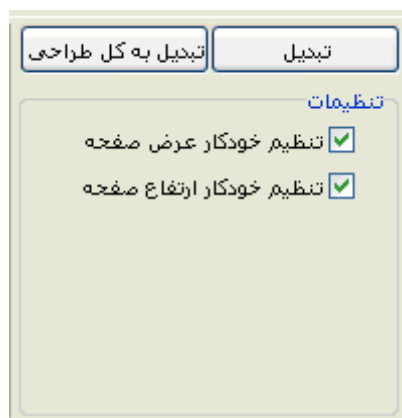 تبدیل
تبدیل به کل طراحی
تنظیمات
تنظیم خودکار عرض صفحه
تنظیم خودکار ارتفاع صفحه